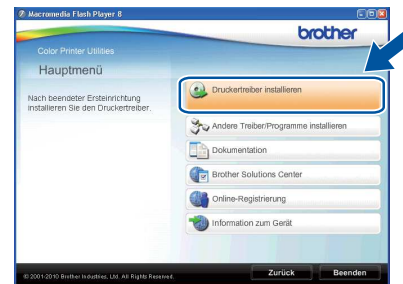 Macromedia Flash Player 8
brother
Color Printer Utilities
Hauptmenü
Nach beendeter Ersteinrichtung
installieren Sie den Druckertreiber.
Druckertreiber installieren
Andere Treiber/Programme installieren
Dokumentation
Brother Solutions Center
Online-Registrierung
Information zum Gerät
© 2001-2010 Brother Industries, Ltd. All Rights Reserved.
Zurück
Beenden